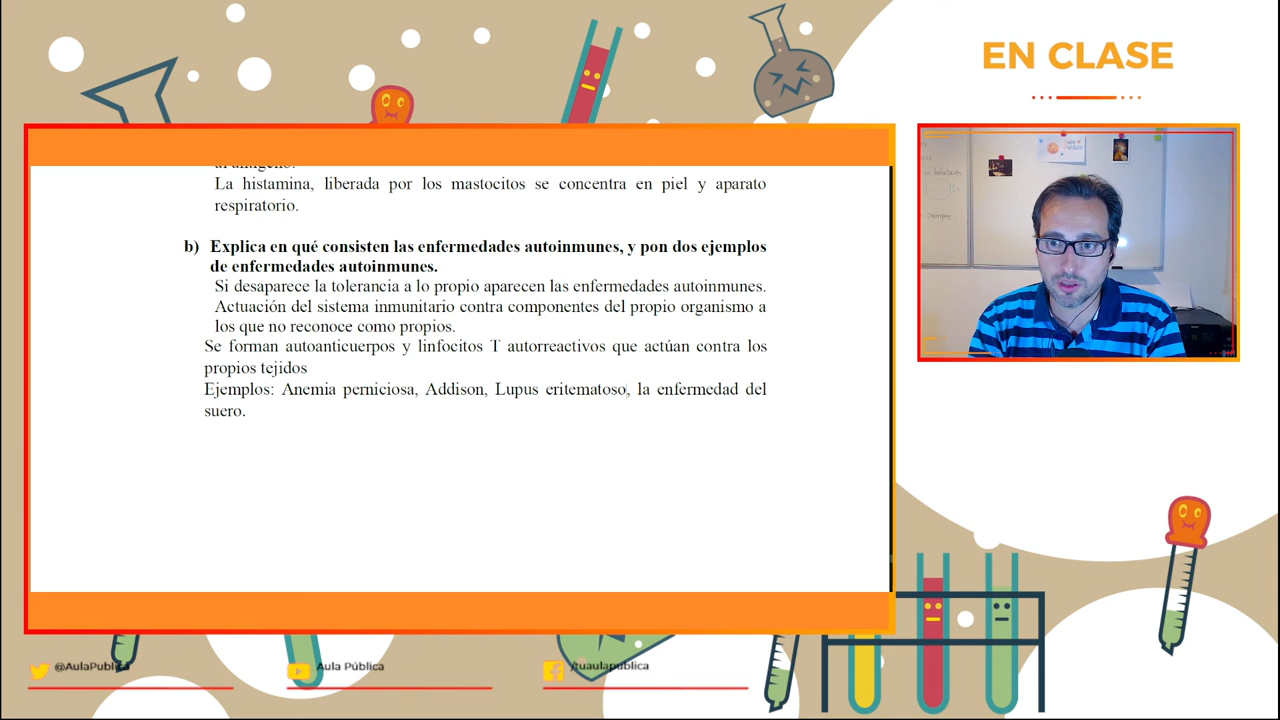 EN CLASE
al antígeno.
La histamina, liberada por los mastocitos se concentra en piel y aparato
respiratorio.
b) Explica en qué consisten las enfermedades autoinmunes, y pon dos ejemplos
de enfermedades autoinmunes.
Si desaparece la tolerancia a lo propio aparecen las enfermedades autoinmunes.
Actuación del sistema inmunitario contra componentes del propio organismo a
los que no reconoce como propios.
Se forman autoanticuerpos y linfocitos T autorreactivos que actúan contra los
propios tejidos
Ejemplos: Anemia perniciosa, Addison, Lupus eritematoso, la enfermedad del
suero.
@AulaPublica
Aula Pública
/tuaulapublica